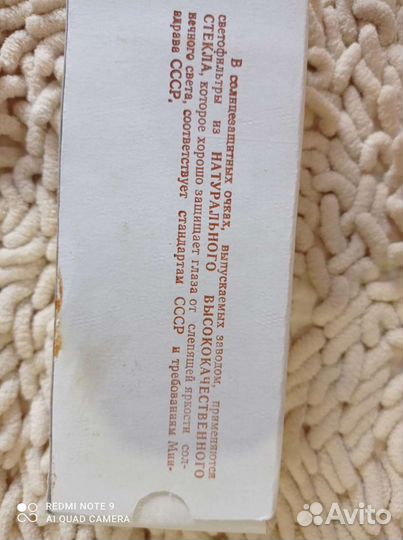 В солнцезащитных очках, выпускаемых заводом, применяются
светофильтры из НАТУРАЛЬНОГО ВЫСОКОКАЧЕСТВЕННОГО
СТЕКЛА, которое хорошо защищает глаза от слепящей яркости сол-
нечного света, соответствует стандартам СССР и требованиям Мин-
здрава СССР.
REDMI NOTE 9
AI QUAD CAMERA
Avito